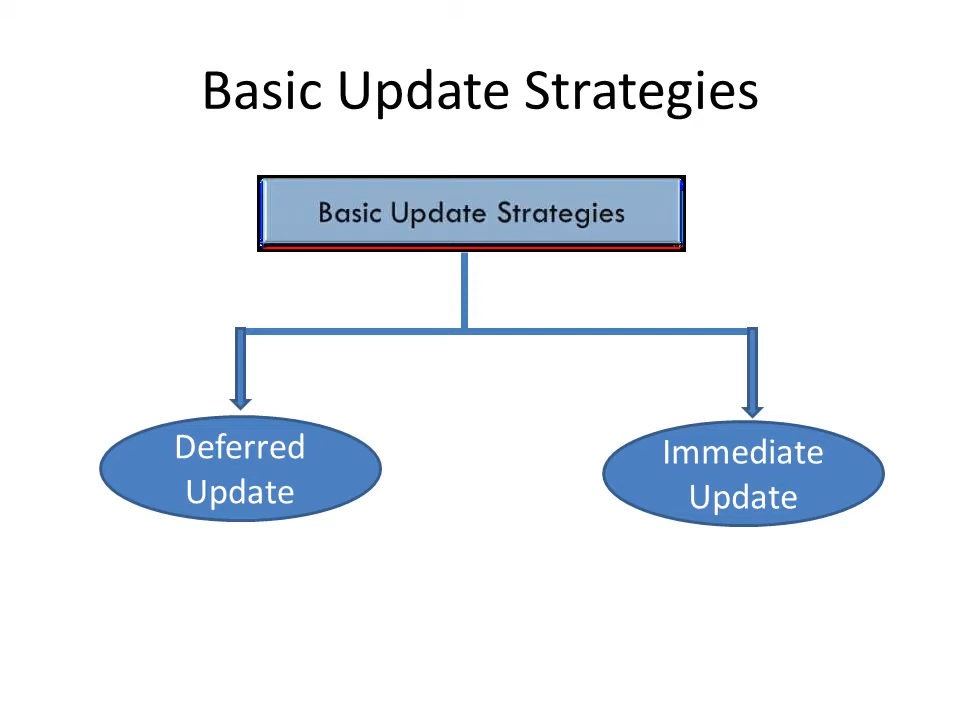 Basic Update Strategies
Basic Update Strategies
Deferred
Update
Immediate
Update